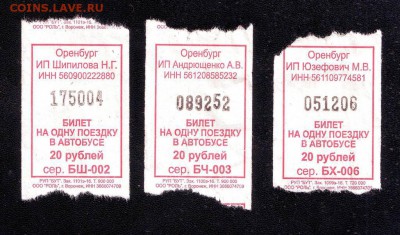 COINS.LAVE.RU
Оренбург
ИП Шипилова Н.Г.
ИНН 560900222880
175004
БИЛЕТ
НА ОДНУ ПОЕЗДКУ
В АВТОБУСЕ
20 рублей
сер. БШ-002
Оренбург
ИП Андрющенко А.В.
ИНН 561208585232
089252
БИЛЕТ
НА ОДНУ ПОЕЗДКУ
В АВТОБУСЕ
20 рублей
сер. БЧ-003
Оренбург
ИП Юзефович М.В.
ИНН-561109774581
051206
БИЛЕТ
НА ОДНУ ПОЕЗДКУ
В АВТОБУСЕ
20 рублей
сер. БХ-006